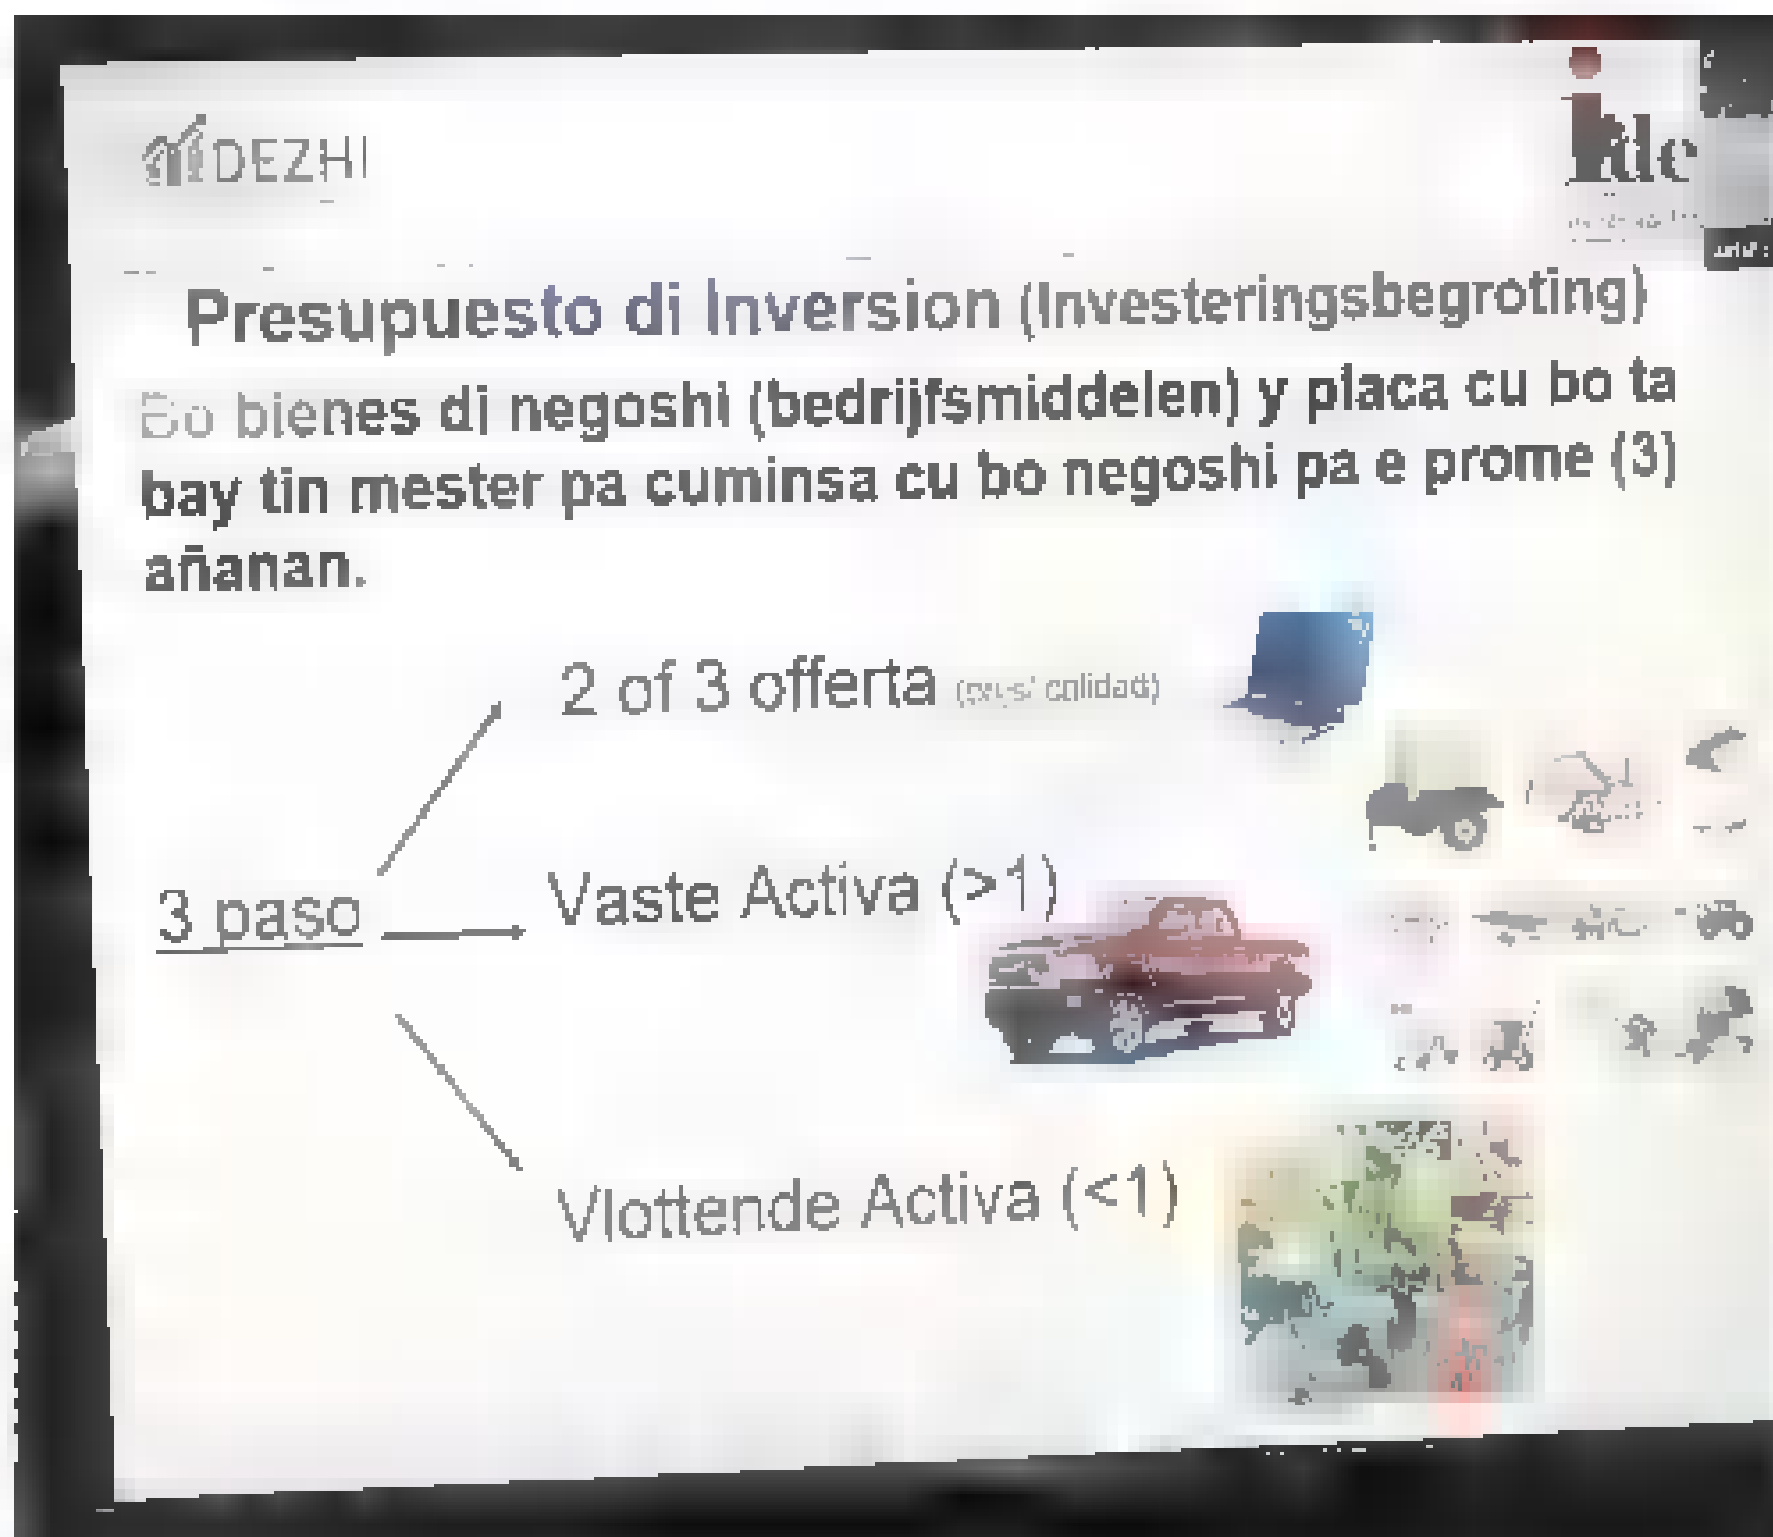 DEZHI
idc
Presupuesto di Inversion (Investeringsbegroting)
Bo bienes di negoshi (bedrijfsmiddelen) y placa cu bo ta
bay tin mester pa cuminsa cu bo negoshi pa e prome (3)
añanan.
2 of 3 offerta
3 paso
Vaste Activa (>1)
Vlottende Activa (<1)